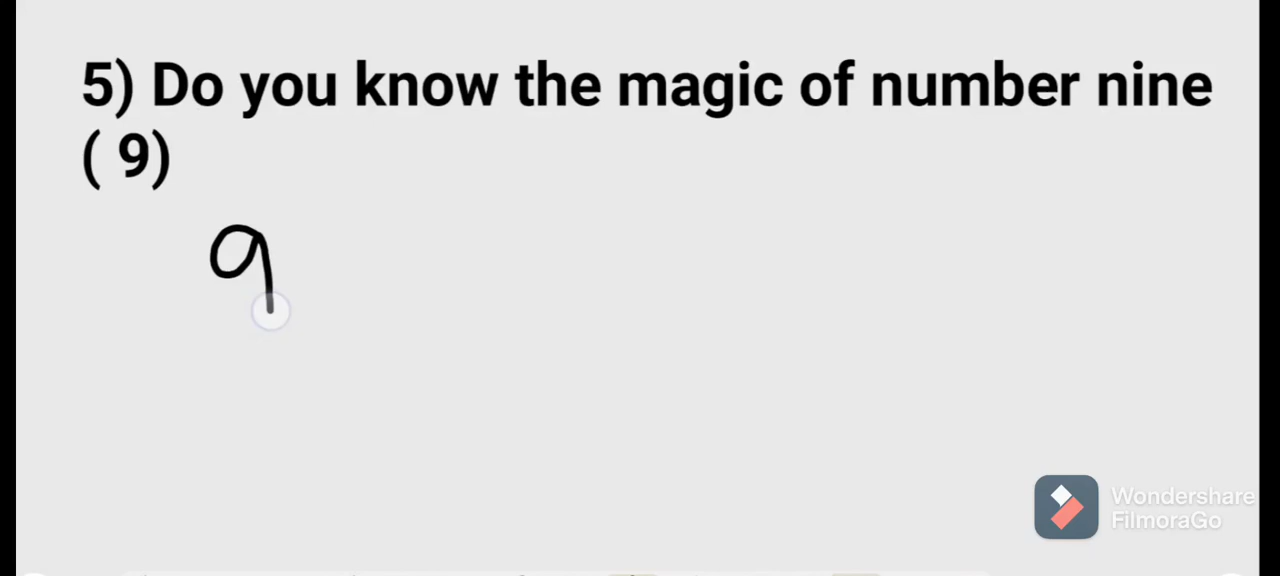 5) Do you know the magic of number nine
( 9)
9
Wondershare
FilmoraGo